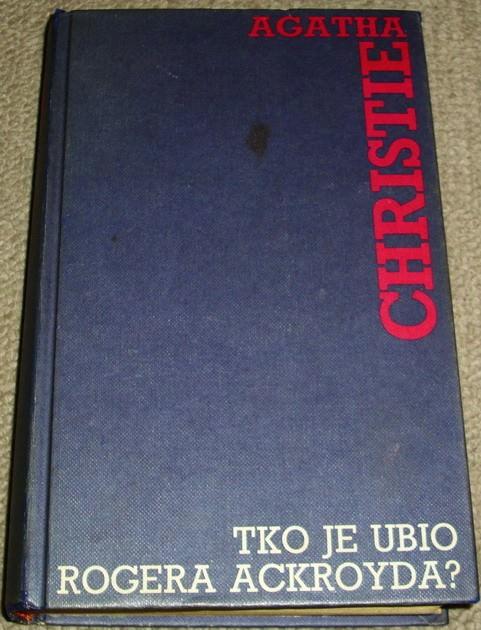 AGATHA
CHRISTIE
TKO JE UBIO
ROGERA ACKROYDA?